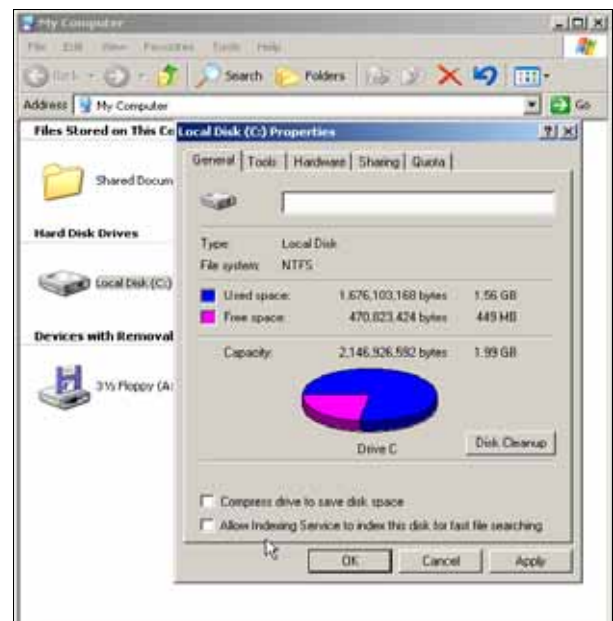 My Computer
File Edit View Favorites Tools Help
Back Search Folders
Address My Computer Go
Files Stored on This Co
Shared Docum
Hard Disk Drives
Local Disk (C:)
Devices with Removal
3½ Floppy (A:
Local Disk (C:) Properties
General Tools Hardware Sharing Quota
Type: Local Disk
File system: NTFS
Used space: 1,676,103,168 bytes 1.56 GB
Free space: 470,823,424 bytes 449 MB
Capacity: 2,146,926,592 bytes 1.99 GB
Drive C
Disk Cleanup
Compress drive to save disk space
Allow Indexing Service to index this disk for fast file searching
OK Cancel Apply